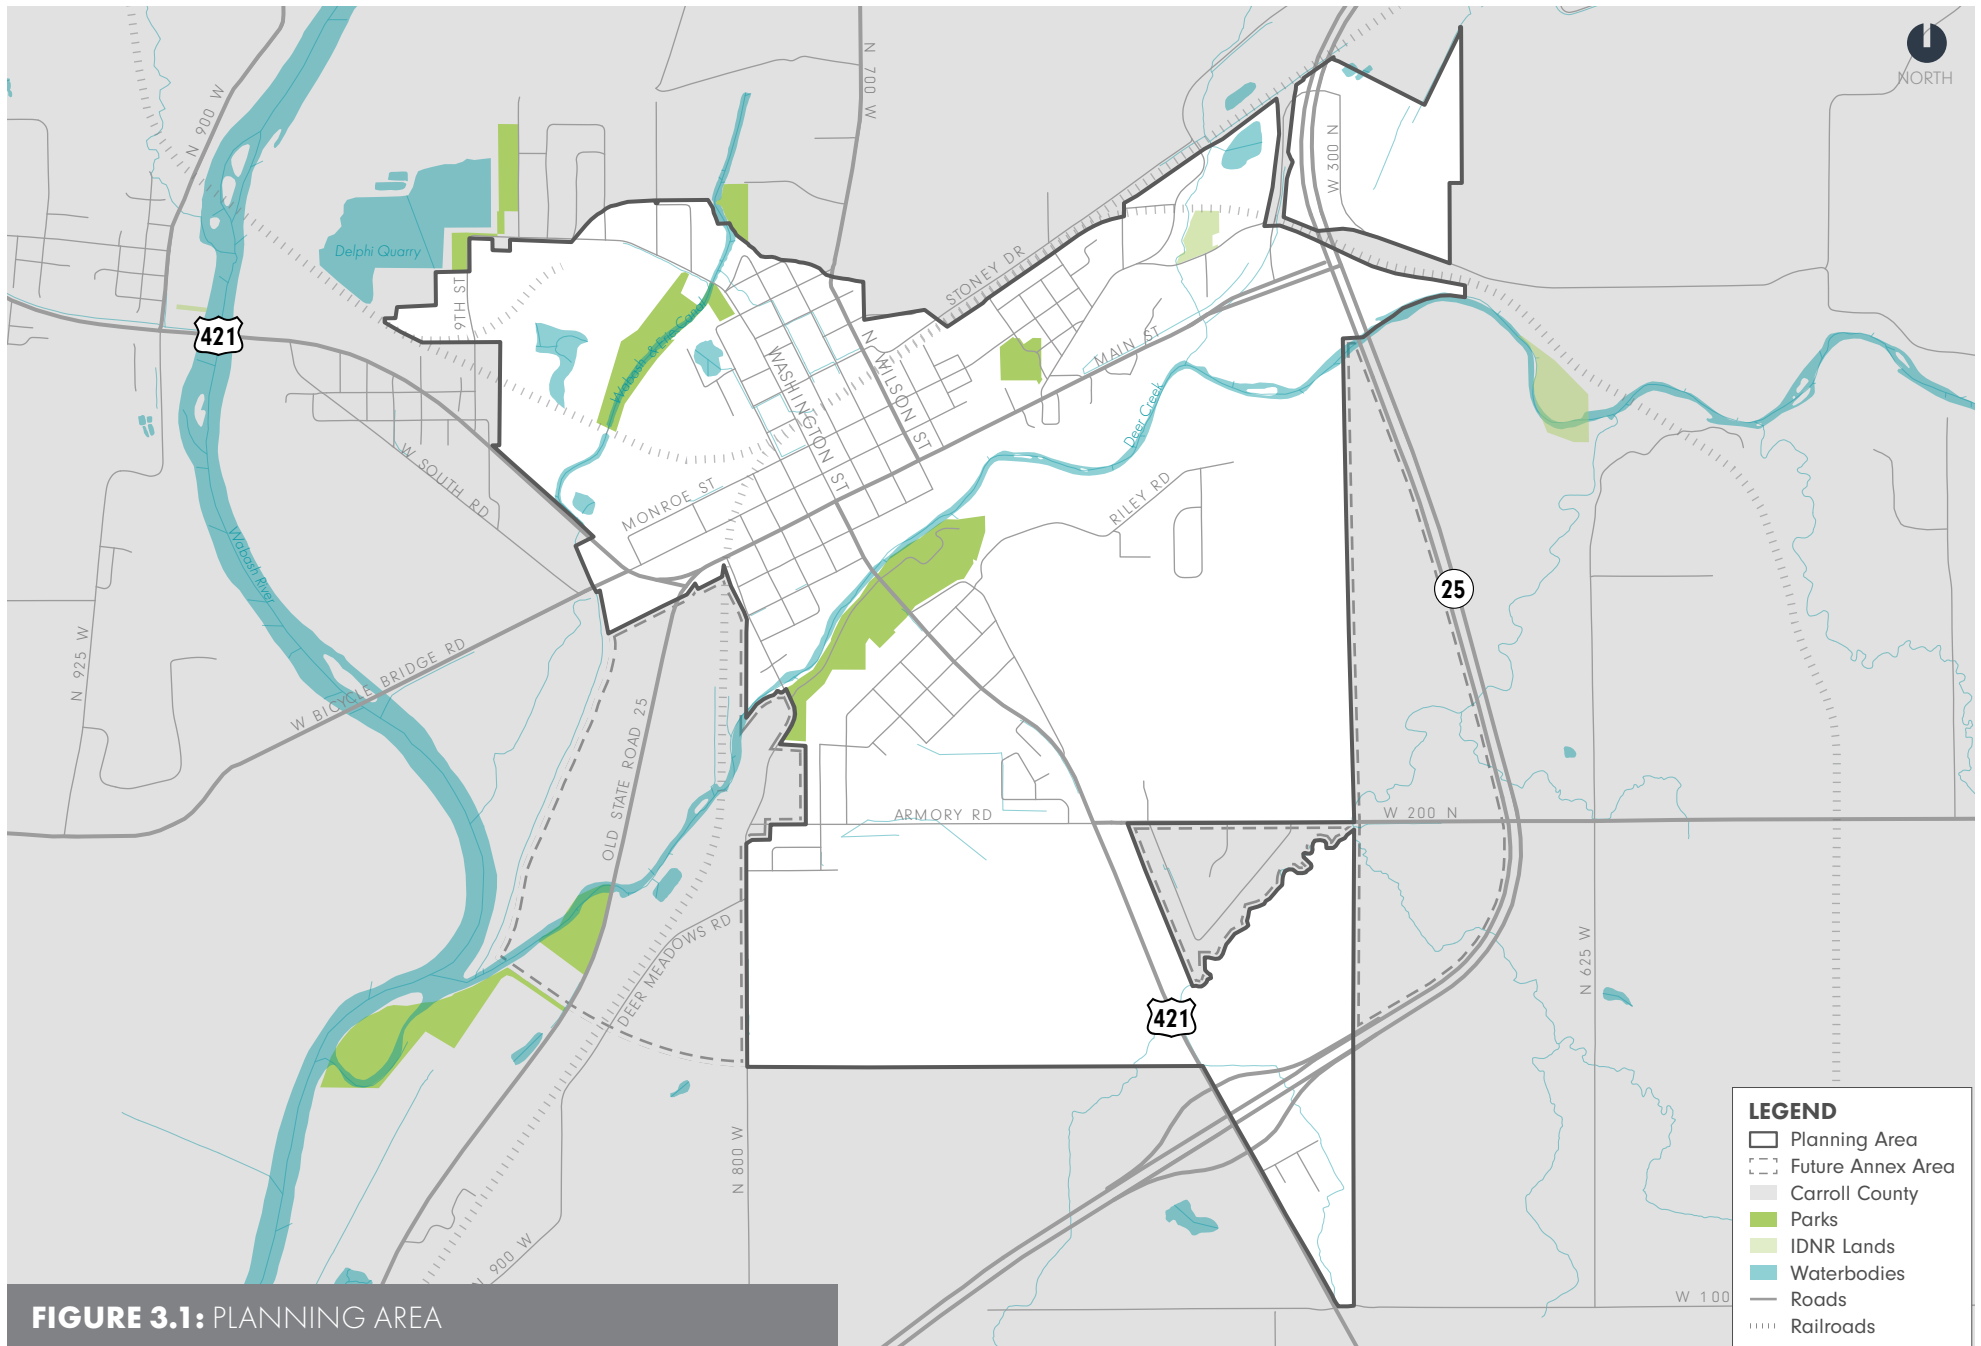 NORTH
N 700 W
N 900 W
W 300 N
Delphi Quarry
STONEY DR
9TH ST
421
Wabash & Erie Canal
N WILSON ST
MAIN ST
WASHINGTON ST
Deer Creek
W SOUTH RD
MONROE ST
RILEY RD
Wabash River
25
N 925 W
W BICYCLE BRIDGE RD
OLD STATE ROAD 25
ARMORY RD
W 200 N
DEER MEADOWS RD
N 625 W
421
N 800 W
N 900 W
W 100
LEGEND
Planning Area
Future Annex Area
Carroll County
Parks
IDNR Lands
Waterbodies
Roads
Railroads
FIGURE 3.1: PLANNING AREA